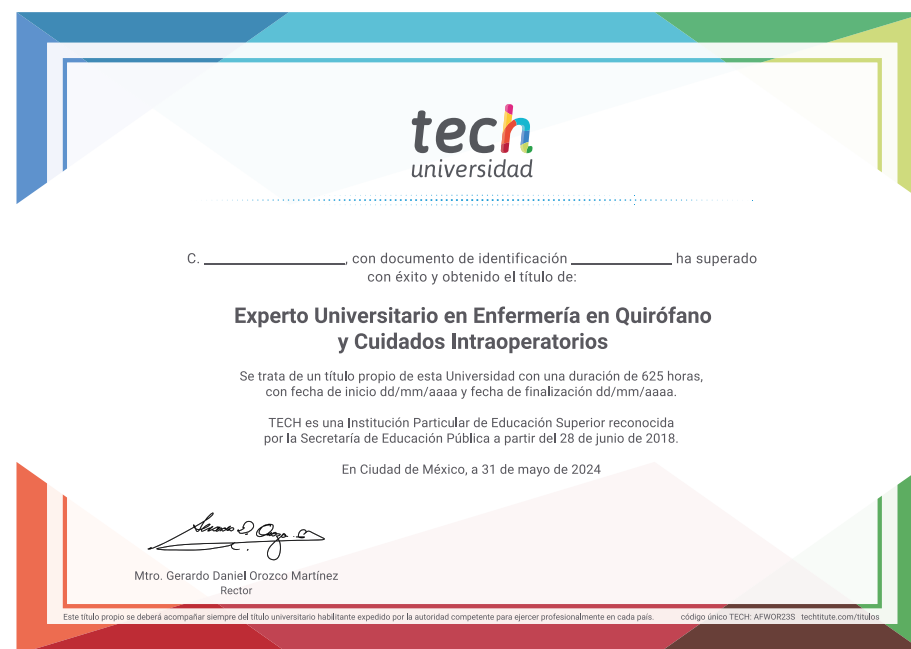 tech
universidad
C. ____________, con documento de identificación ____________ ha superado
con éxito y obtenido el título de:
Experto Universitario en Enfermería en Quirófano
y Cuidados Intraoperatorios
Se trata de un título propio de esta Universidad con una duración de 625 horas,
con fecha de inicio dd/mm/aaaa y fecha de finalización dd/mm/aaaa.
TECH es una Institución Particular de Educación Superior reconocida
por la Secretaría de Educación Pública a partir del 28 de junio de 2018.
En Ciudad de México, a 31 de mayo de 2024
Mtro. Gerardo Daniel Orozco Martínez
Rector
Este título propio se deberá acompañar siempre del título universitario habilitante expedido por la autoridad competente para ejercer profesionalmente en cada país. código único TECH: AFWOR23S techtitute.com/titulos